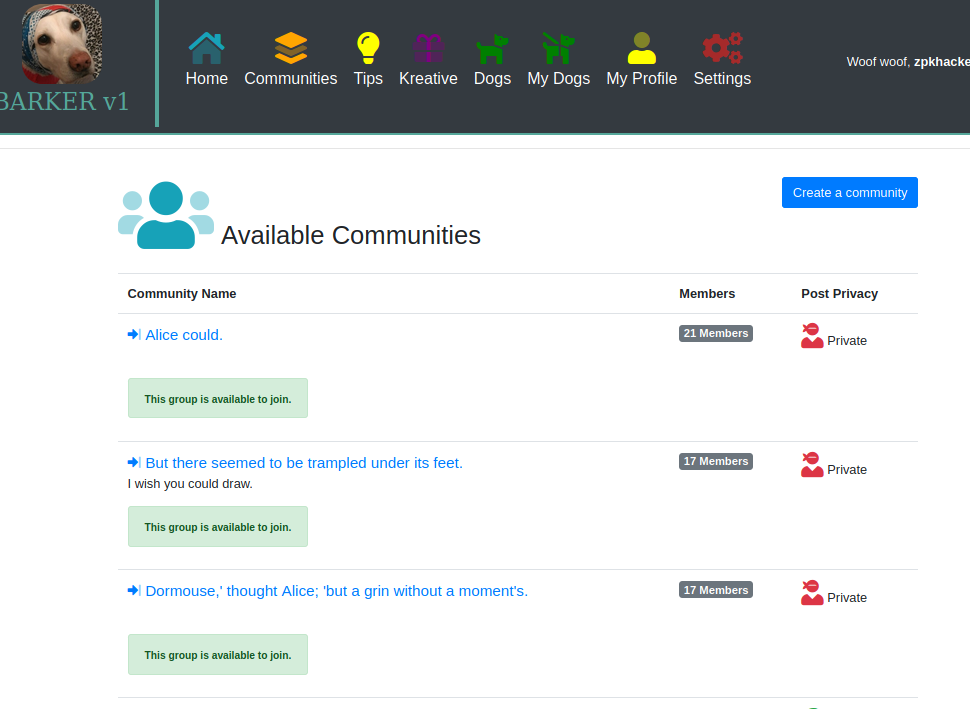 BARKER v1
Home Communities Tips Kreative Dogs My Dogs My Profile Settings
Woof woof, zpkhacke
Create a community
Available Communities
Community Name Members Post Privacy
Alice could. 21 Members Private
This group is available to join.
But there seemed to be trampled under its feet. 17 Members Private
I wish you could draw.
This group is available to join.
Dormouse,' thought Alice; 'but a grin without a moment's. 17 Members Private
This group is available to join.